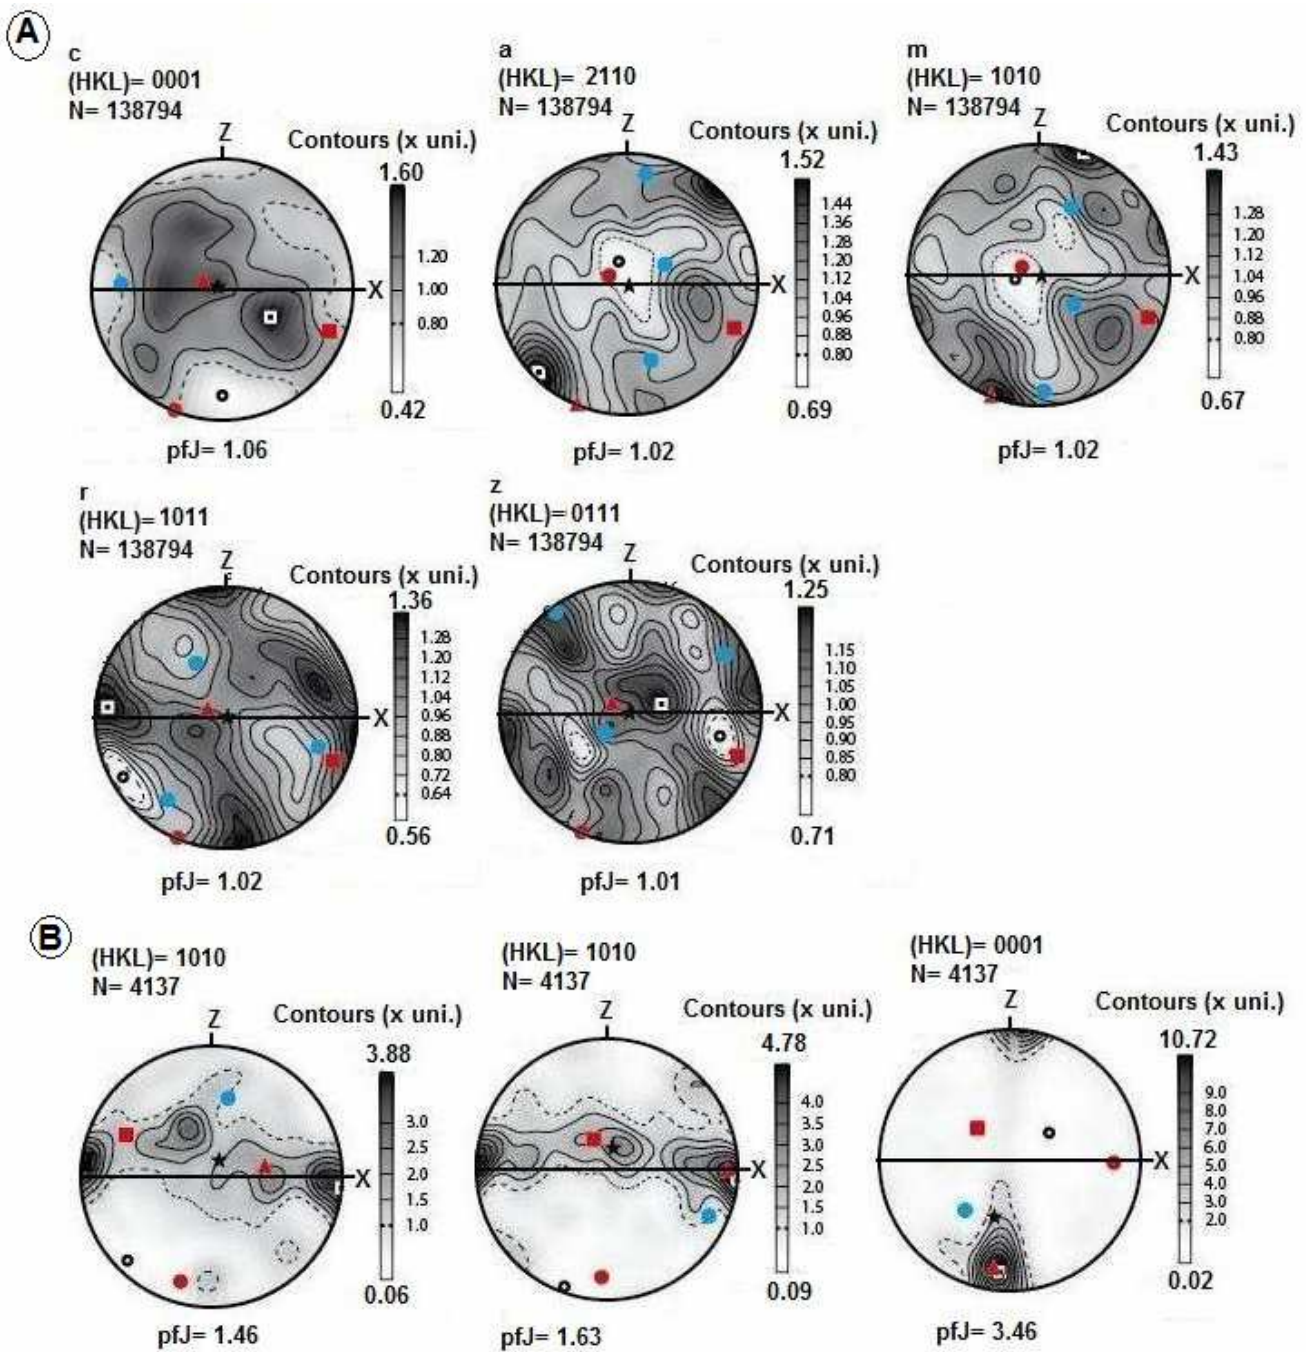 A
c
(HKL)= 0001
N= 138794
Z
Contours (x uni.)
1.60
1.20
1.00
0.80
0.42
X
pfJ= 1.06
a
(HKL)= 2110
N= 138794
Z
Contours (x uni.)
1.52
1.44
1.36
1.28
1.20
1.12
1.04
0.96
0.88
0.80
0.69
X
pfJ= 1.02
m
(HKL)= 1010
N= 138794
Z
Contours (x uni.)
1.43
1.28
1.20
1.12
1.04
0.96
0.88
0.80
0.67
X
pfJ= 1.02
r
(HKL)= 1011
N= 138794
Z
Contours (x uni.)
1.36
1.28
1.20
1.12
1.04
0.96
0.88
0.80
0.72
0.64
0.56
X
pfJ= 1.02
z
(HKL)= 0111
N= 138794
Z
Contours (x uni.)
1.25
1.15
1.10
1.05
1.00
0.95
0.90
0.85
0.80
0.71
X
pfJ= 1.01
B
(HKL)= 1010
N= 4137
Z
Contours (x uni.)
3.88
3.0
2.5
2.0
1.5
1.0
0.06
X
pfJ= 1.46
(HKL)= 1010
N= 4137
Z
Contours (x uni.)
4.78
4.0
3.5
3.0
2.5
2.0
1.5
1.0
0.09
X
pfJ= 1.63
(HKL)= 0001
N= 4137
Z
Contours (x uni.)
10.72
9.0
8.0
7.0
6.0
5.0
4.0
3.0
2.0
0.02
X
pfJ= 3.46